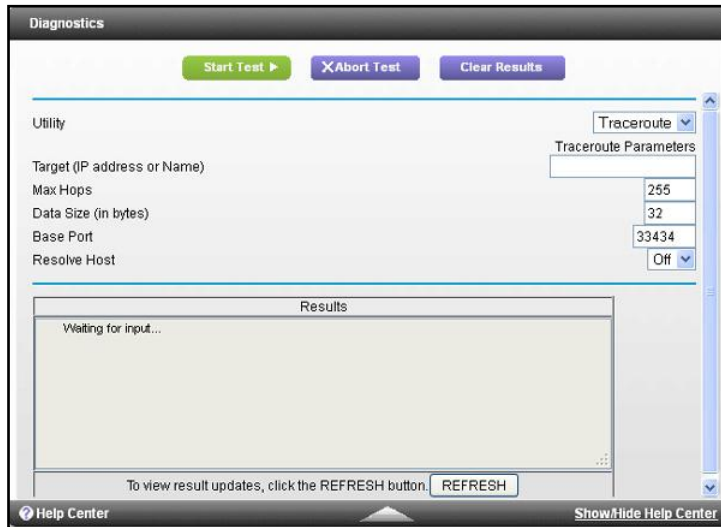 Diagnostics
Start Test
XAbort Test
Clear Results
Utility
Traceroute
Traceroute Parameters
Target (IP address or Name)
Max Hops
255
Data Size (in bytes)
32
Base Port
33434
Resolve Host
Off
Results
Waiting for input...
To view result updates, click the REFRESH button.
REFRESH
? Help Center
Show/Hide Help Center